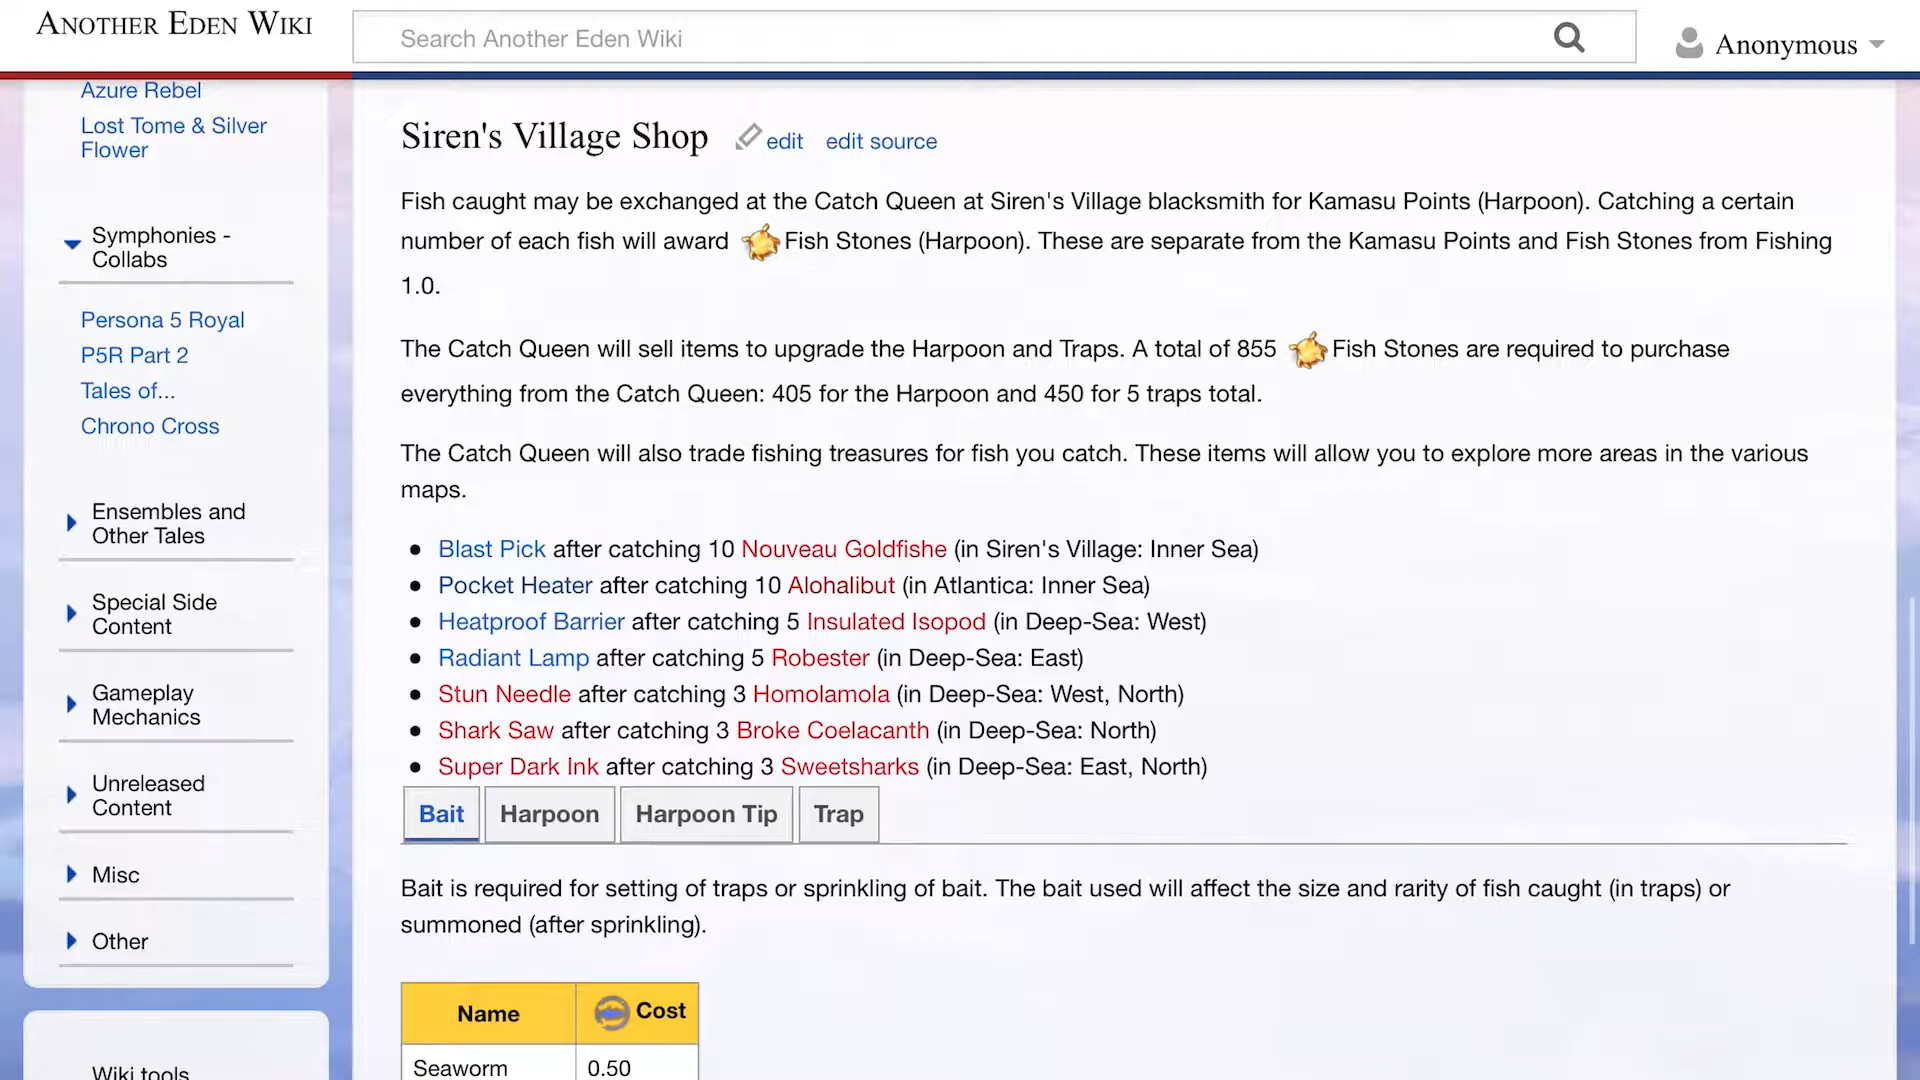 ANOTHER EDEN WIKI
Search Another Eden Wiki
Anonymous
Azure Rebel
Lost Tome & Silver
Flower
Symphonies -
Collabs
Persona 5 Royal
P5R Part 2
Tales of...
Chrono Cross
Ensembles and
Other Tales
Special Side
Content
Gameplay
Mechanics
Unreleased
Content
Misc
Other
Wiki tools
Siren's Village Shop edit edit source
Fish caught may be exchanged at the Catch Queen at Siren's Village blacksmith for Kamasu Points (Harpoon). Catching a certain
number of each fish will award Fish Stones (Harpoon). These are separate from the Kamasu Points and Fish Stones from Fishing
1.0.
The Catch Queen will sell items to upgrade the Harpoon and Traps. A total of 855 Fish Stones are required to purchase
everything from the Catch Queen: 405 for the Harpoon and 450 for 5 traps total.
The Catch Queen will also trade fishing treasures for fish you catch. These items will allow you to explore more areas in the various
maps.
• Blast Pick after catching 10 Nouveau Goldfishe (in Siren's Village: Inner Sea)
• Pocket Heater after catching 10 Alohalibut (in Atlantica: Inner Sea)
• Heatproof Barrier after catching 5 Insulated Isopod (in Deep-Sea: West)
• Radiant Lamp after catching 5 Robester (in Deep-Sea: East)
• Stun Needle after catching 3 Homolamola (in Deep-Sea: West, North)
• Shark Saw after catching 3 Broke Coelacanth (in Deep-Sea: North)
• Super Dark Ink after catching 3 Sweetsharks (in Deep-Sea: East, North)
Bait Harpoon Harpoon Tip Trap
Bait is required for setting of traps or sprinkling of bait. The bait used will affect the size and rarity of fish caught (in traps) or
summoned (after sprinkling).
Name Cost
Seaworm 0.50